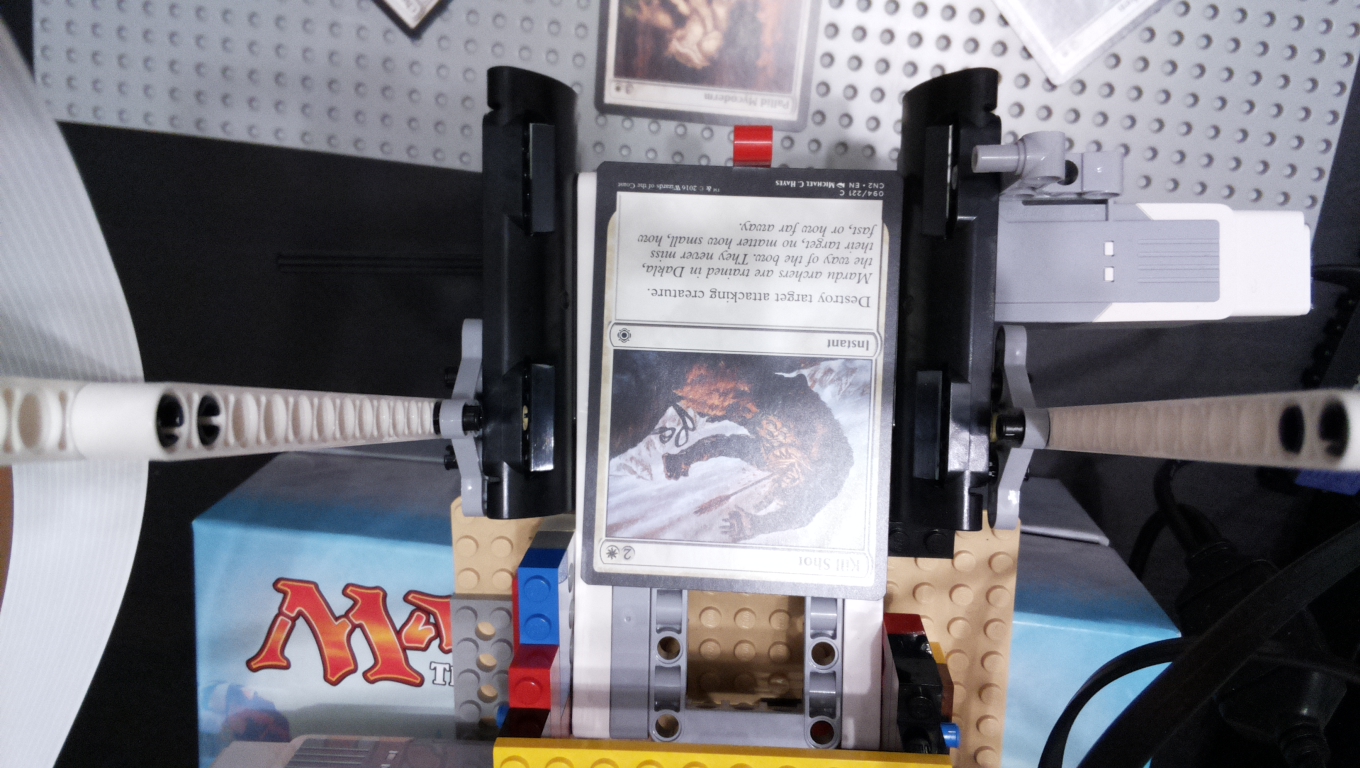 Kill Shot
2
Instant
Destroy target attacking creature.
Mardu archers are trained in Dakla,
the way of the bow. They never miss
their target, no matter how small, how
fast, or how far away.
094/221 C
CN2 • EN MICHAEL C. HAYES
™ & © 2016 Wizards of the Coast
Pallid Mycoderm
MA
T